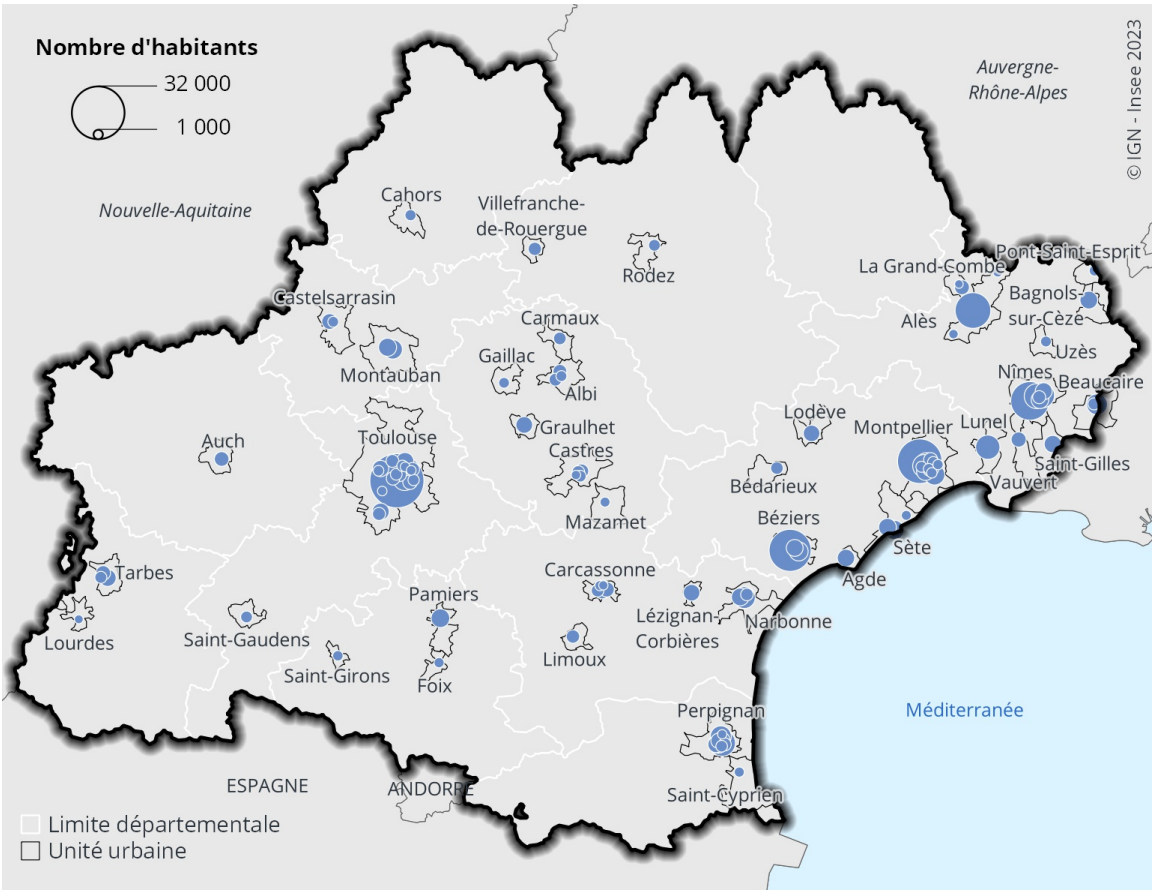 Nombre d'habitants
32 000
1 000
© IGN - Insee 2023
Auvergne-
Rhône-Alpes
Nouvelle-Aquitaine
Cahors
Villefranche-
de-Rouergue
Rodez
Pont-Saint-Esprit
La Grand-Combe
Bagnols-
sur-Cèze
Castelsarrasin
Carmaux
Alès
Uzès
Gaillac
Montauban
Albi
Nîmes
Beaucaire
Lodève
Montpellier
Lunel
Auch
Toulouse
Graulhet
Castres
Saint-Gilles
Bédarieux
Vauvert
Mazamet
Béziers
Sète
Tarbes
Carcassonne
Agde
Pamiers
Lézignan-
Corbières
Narbonne
Lourdes
Saint-Gaudens
Limoux
Saint-Girons
Foix
Perpignan
Méditerranée
ESPAGNE
ANDORRE
Saint-Cyprien
Limite départementale
Unité urbaine